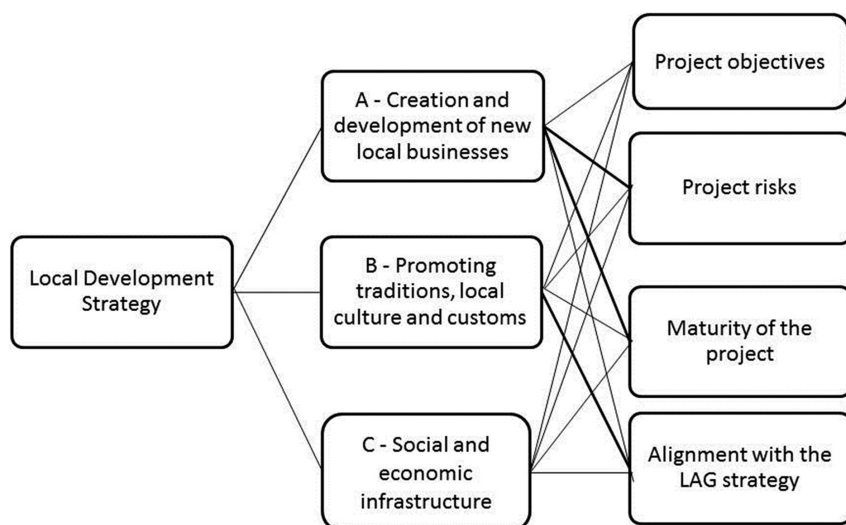 Local Development
Strategy
A - Creation and
development of new
local businesses
B - Promoting
traditions, local
culture and customs
C - Social and
economic
infrastructure
Project objectives
Project risks
Maturity of the
project
Alignment with the
LAG strategy